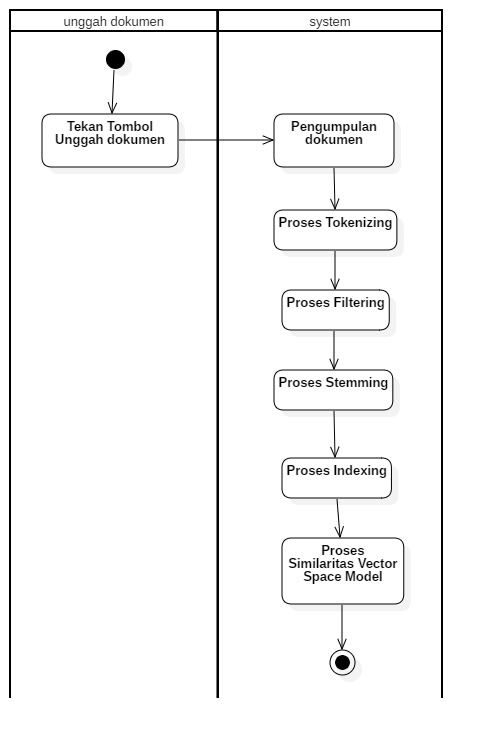 unggah dokumen
system
Tekan Tombol
Unggah dokumen
Pengumpulan
dokumen
Proses Tokenizing
Proses Filtering
Proses Stemming
Proses Indexing
Proses
Similaritas Vector
Space Model